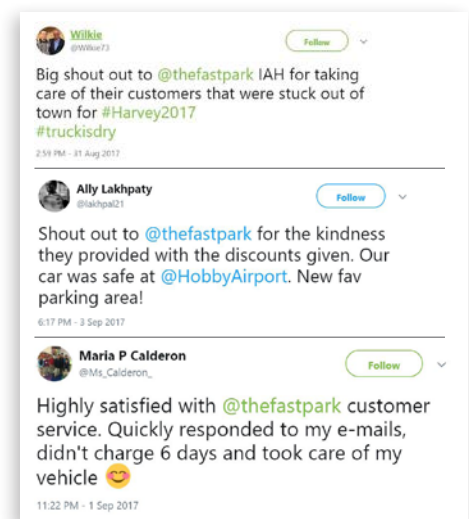 Wilkie
@Wilkie73
Follow
Big shout out to @thefastpark IAH for taking
care of their customers that were stuck out of
town for #Harvey2017
#truckisdry
2:59 PM - 31 Aug 2017
Ally Lakhpaty
@lakhpal21
Follow
Shout out to @thefastpark for the kindness
they provided with the discounts given. Our
car was safe at @HobbyAirport. New fav
parking area!
6:17 PM - 3 Sep 2017
Maria P Calderon
@Ms_Calderon_
Follow
Highly satisfied with @thefastpark customer
service. Quickly responded to my e-mails,
didn't charge 6 days and took care of my
vehicle 😊
11:22 PM - 1 Sep 2017